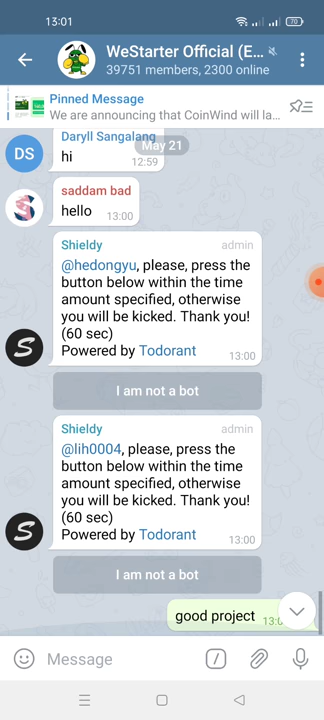 13:01
70
WeStarter Official (E...
39751 members, 2300 online
Pinned Message
We are announcing that CoinWind will la...
Daryll Sangalang
May 21
DS
hi
12:59
saddam bad
hello
13:00
Shieldy
admin
@hedongyu, please, press the
button below within the time
amount specified, otherwise
you will be kicked. Thank you!
(60 sec)
Powered by Todorant
13:00
I am not a bot
Shieldy
admin
@lih0004, please, press the
button below within the time
amount specified, otherwise
you will be kicked. Thank you!
(60 sec)
Powered by Todorant
13:00
I am not a bot
good project
Message